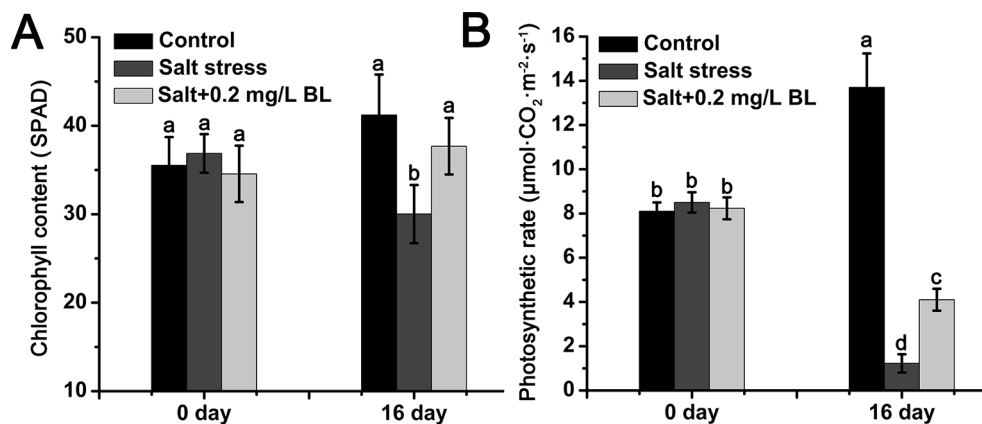 A
Chlorophyll content ( SPAD)
50
40
30
20
10
Control
Salt stress
Salt+0.2 mg/L BL
a
a
a
a
b
a
0 day
16 day
B
Photosynthetic rate (μmol·CO₂·m⁻²·s⁻¹)
16
14
12
10
8
6
4
2
0
Control
Salt stress
Salt+0.2 mg/L BL
b
b
b
a
d
c
0 day
16 day